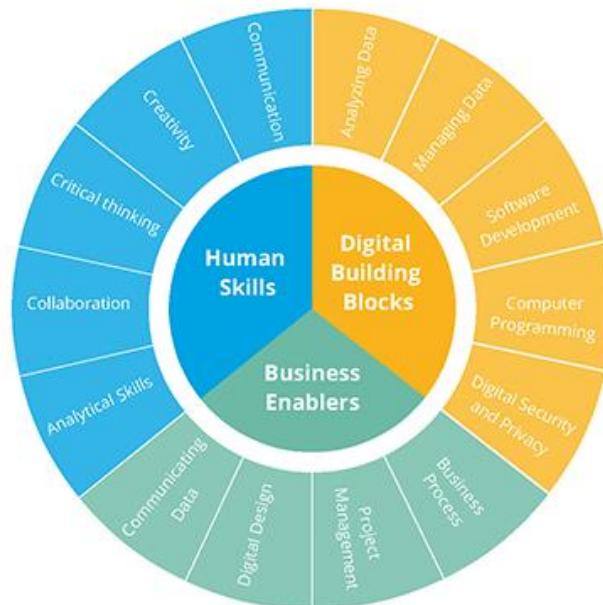 Human
Skills
Digital
Building
Blocks
Business
Enablers
Communication
Creativity
Critical thinking
Collaboration
Analytical Skills
Analyzing Data
Managing Data
Software
Development
Computer
Programming
Digital Security
and Privacy
Business
Process
Project
Management
Digital Design
Communicating
Data